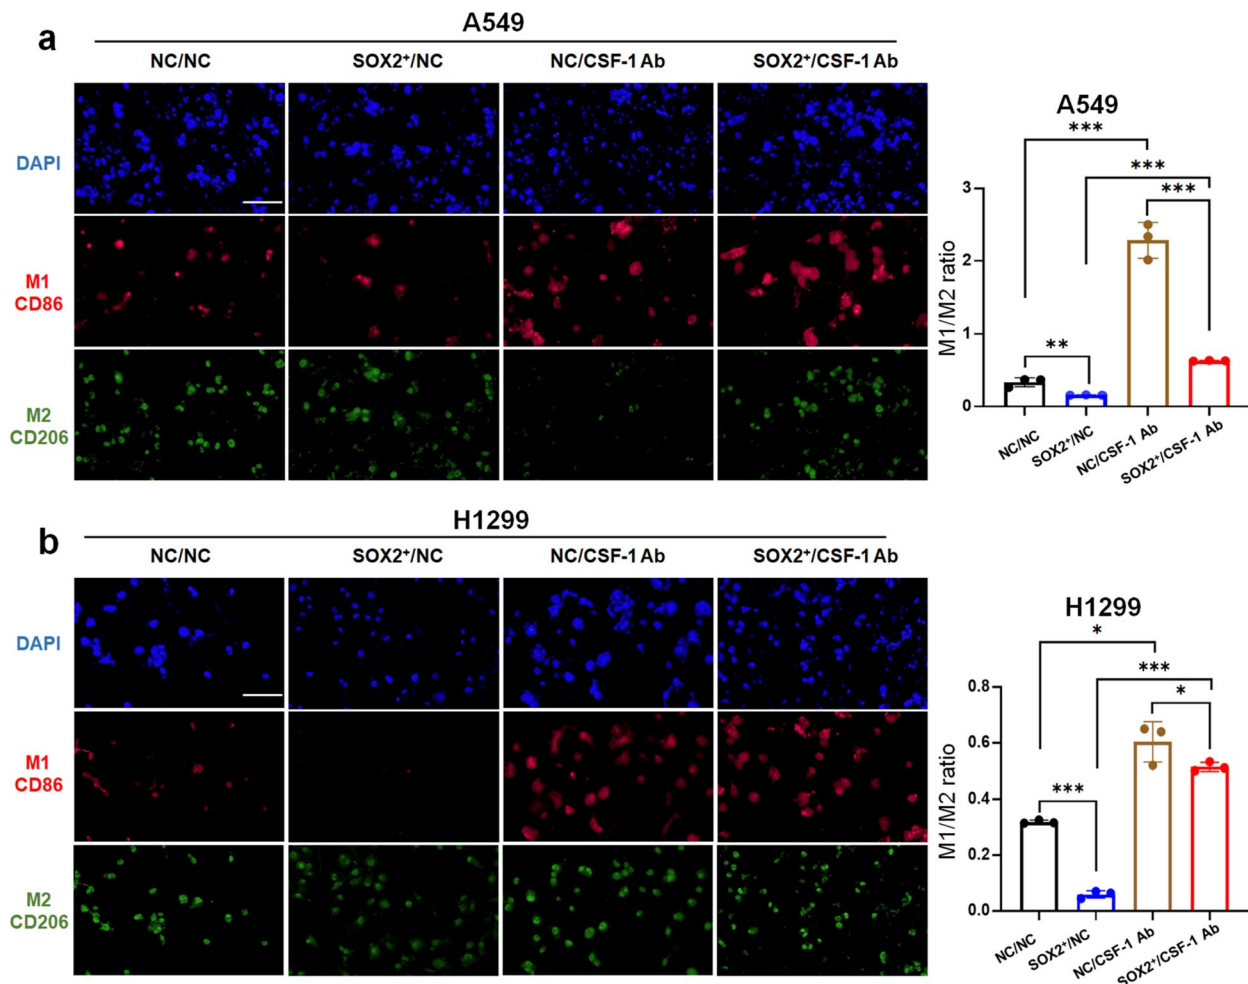 a
A549
NC/NC
SOX2⁺/NC
NC/CSF-1 Ab
SOX2⁺/CSF-1 Ab
DAPI
M1
CD86
M2
CD206
A549
***
***
***
**
M1/M2 ratio
3
2
1
0
NC/NC
SOX2⁺/NC
NC/CSF-1 Ab
SOX2⁺/CSF-1 Ab
b
H1299
NC/NC
SOX2⁺/NC
NC/CSF-1 Ab
SOX2⁺/CSF-1 Ab
DAPI
M1
CD86
M2
CD206
H1299
*
***
*
***
M1/M2 ratio
0.8
0.6
0.4
0.2
0.0
NC/NC
SOX2⁺/NC
NC/CSF-1 Ab
SOX2⁺/CSF-1 Ab